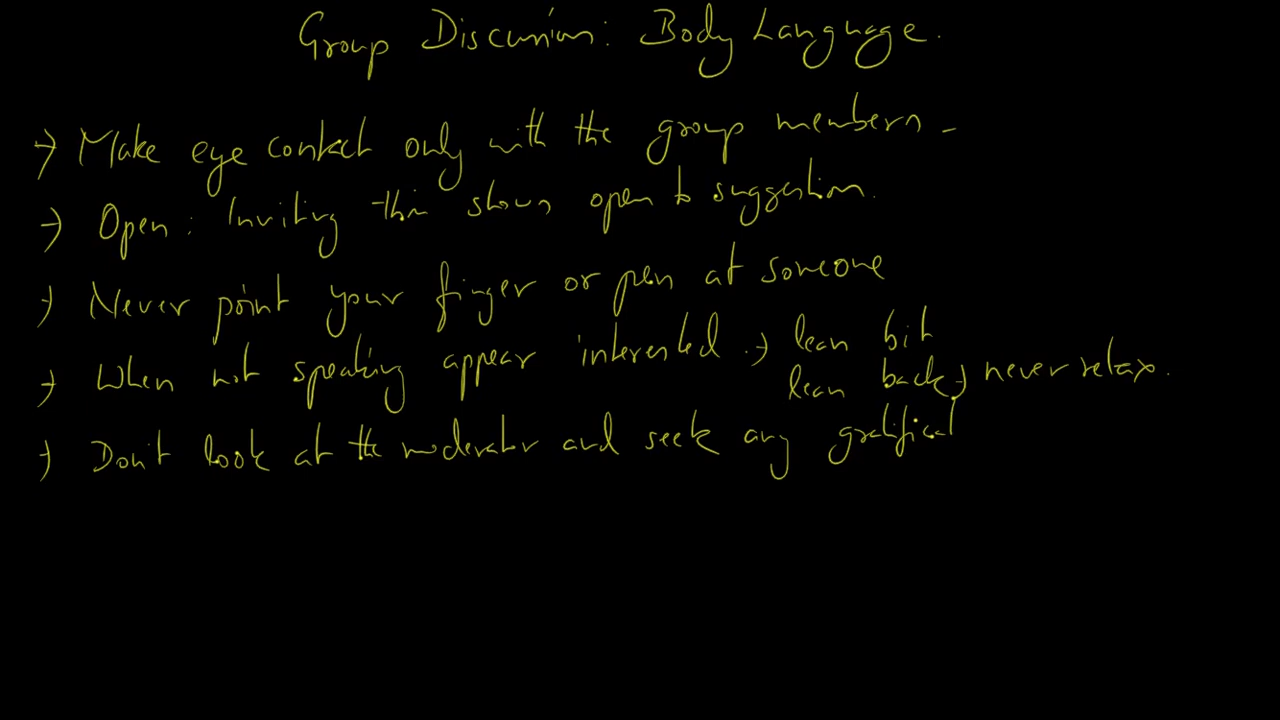 Group Discussion: Body Language.
→ Make eye contact only with the group members -
→ Open: Inviting this shows open to suggestion.
→ Never point your finger or pen at someone
→ When not speaking appear interested. → lean bit
lean back → never relax.
→ Don't look at the moderator and seek any gratificat